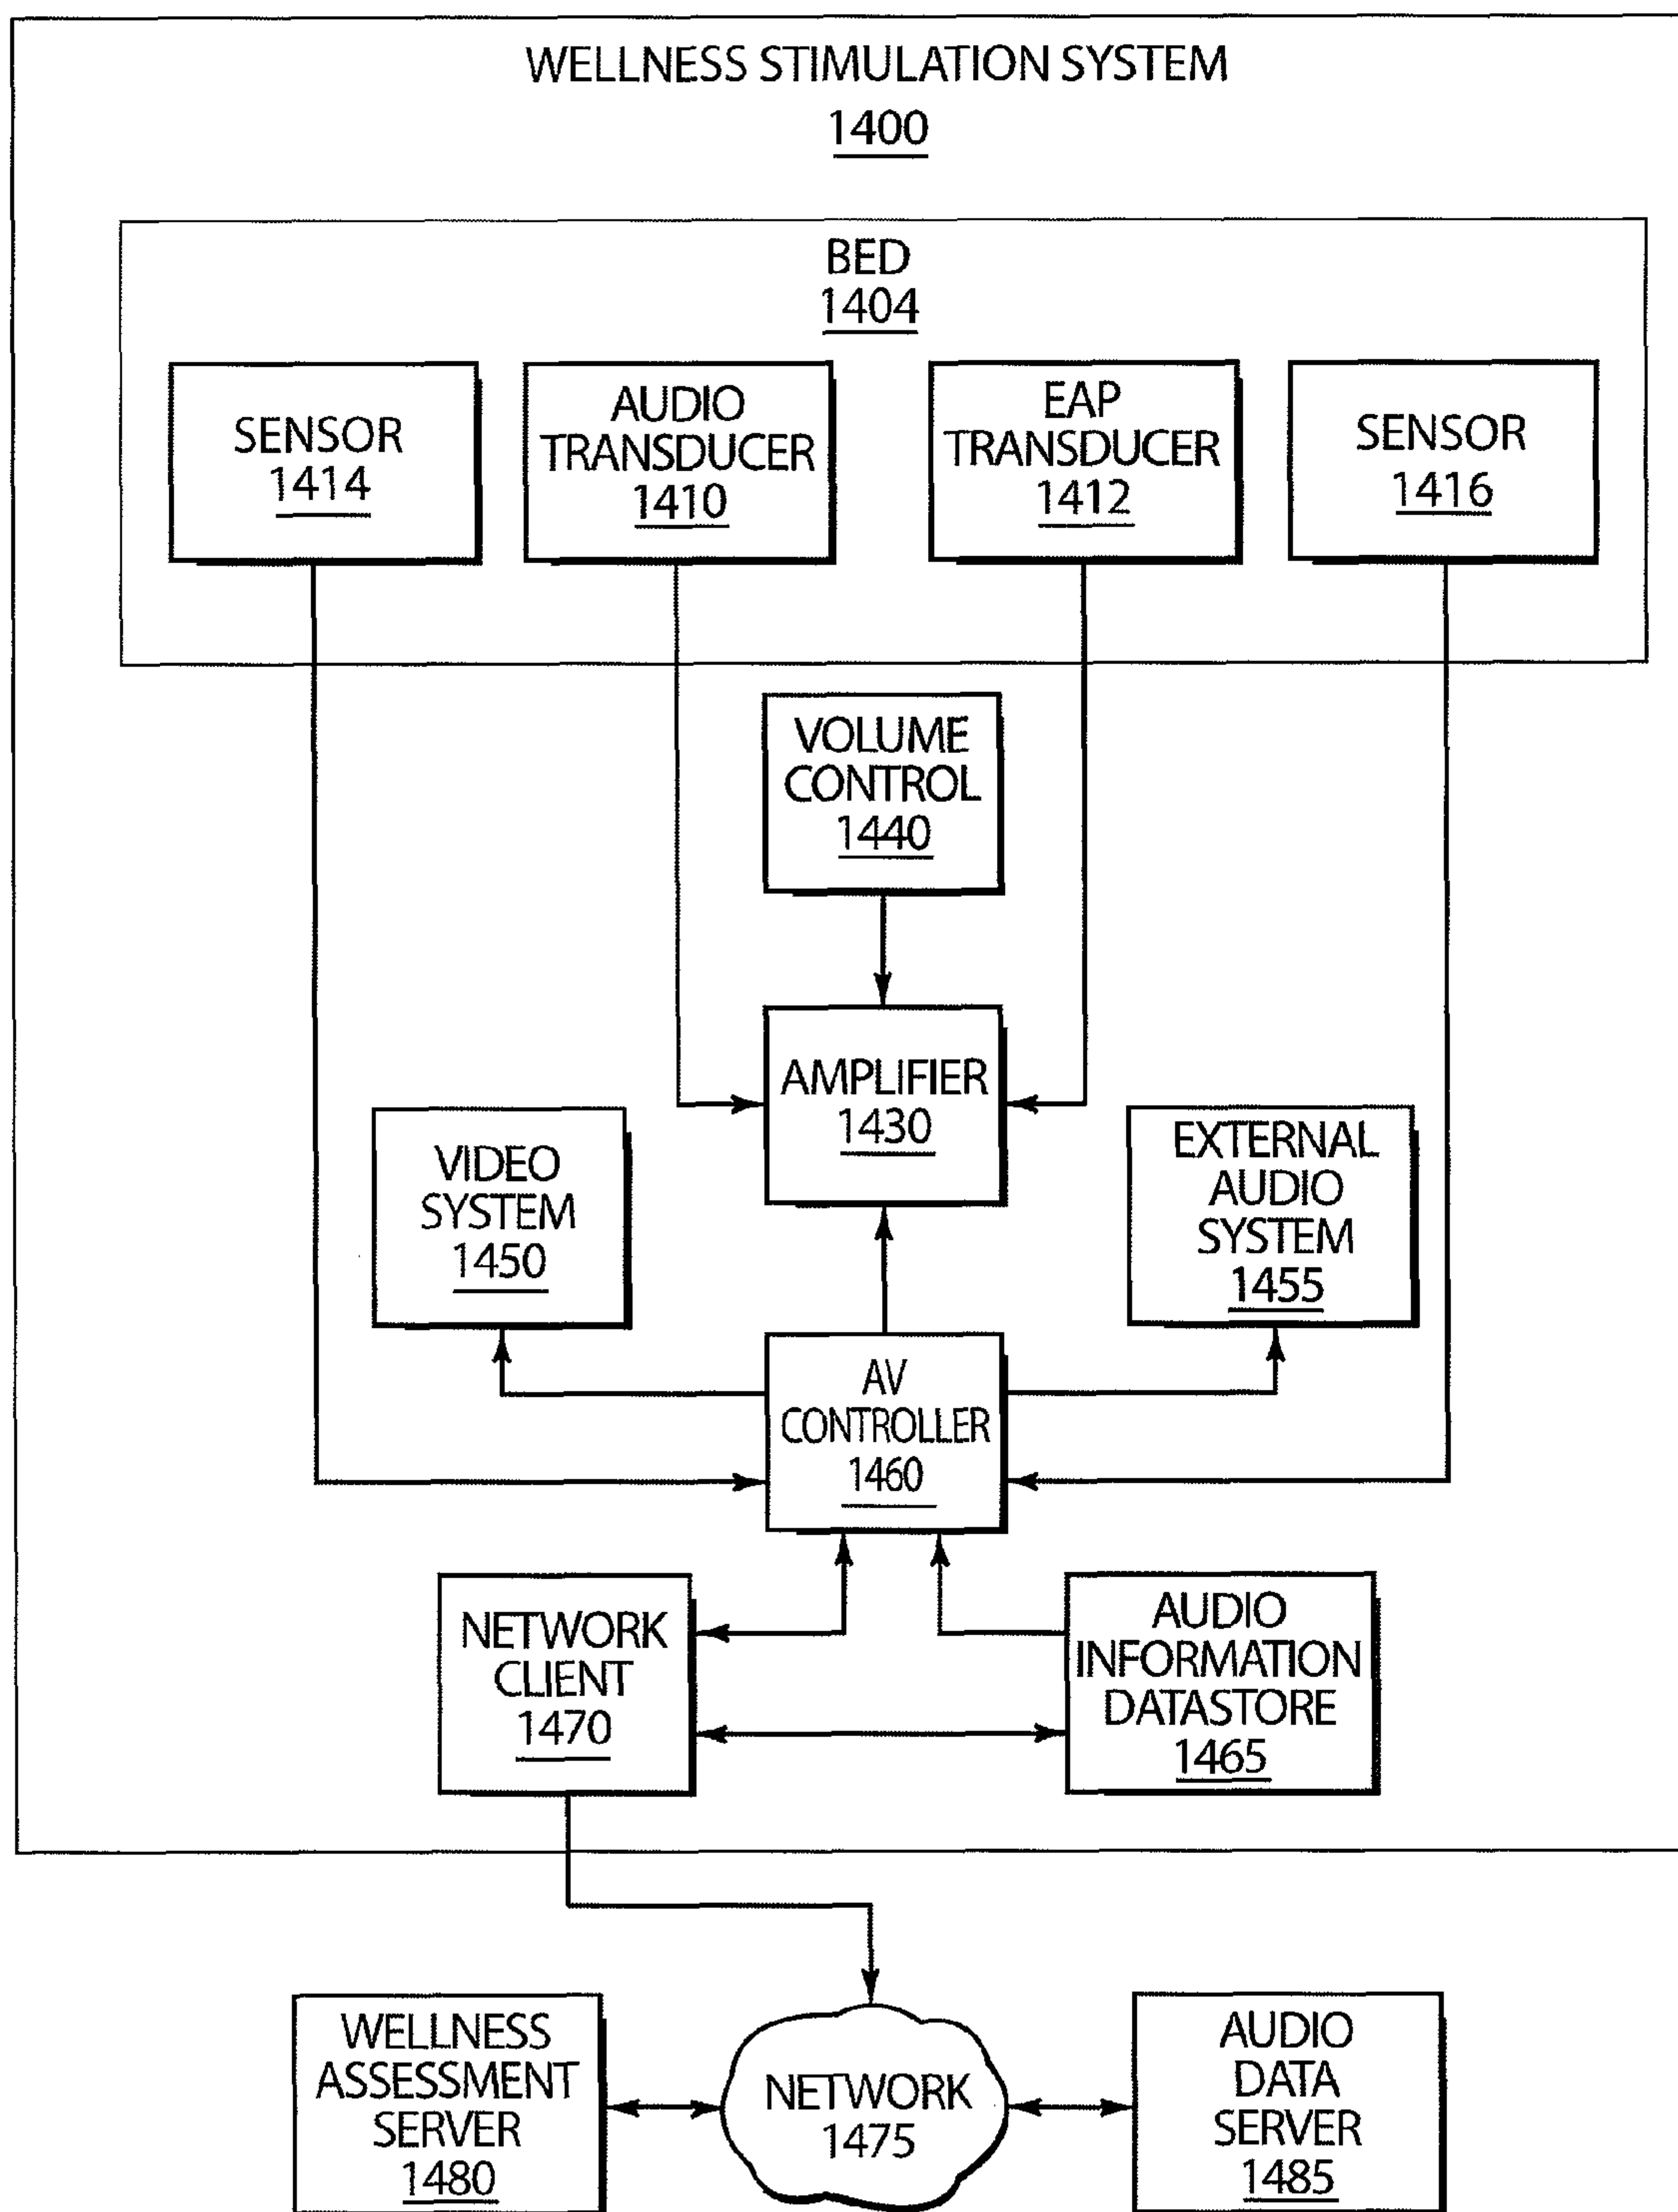 WELLNESS STIMULATION SYSTEM
1400
BED
1404
SENSOR
1414
AUDIO
TRANSDUCER
1410
EAP
TRANSDUCER
1412
SENSOR
1416
VOLUME
CONTROL
1440
AMPLIFIER
1430
VIDEO
SYSTEM
1450
EXTERNAL
AUDIO
SYSTEM
1455
AV
CONTROLLER
1460
NETWORK
CLIENT
1470
AUDIO
INFORMATION
DATASTORE
1465
WELLNESS
ASSESSMENT
SERVER
1480
NETWORK
1475
AUDIO
DATA
SERVER
1485